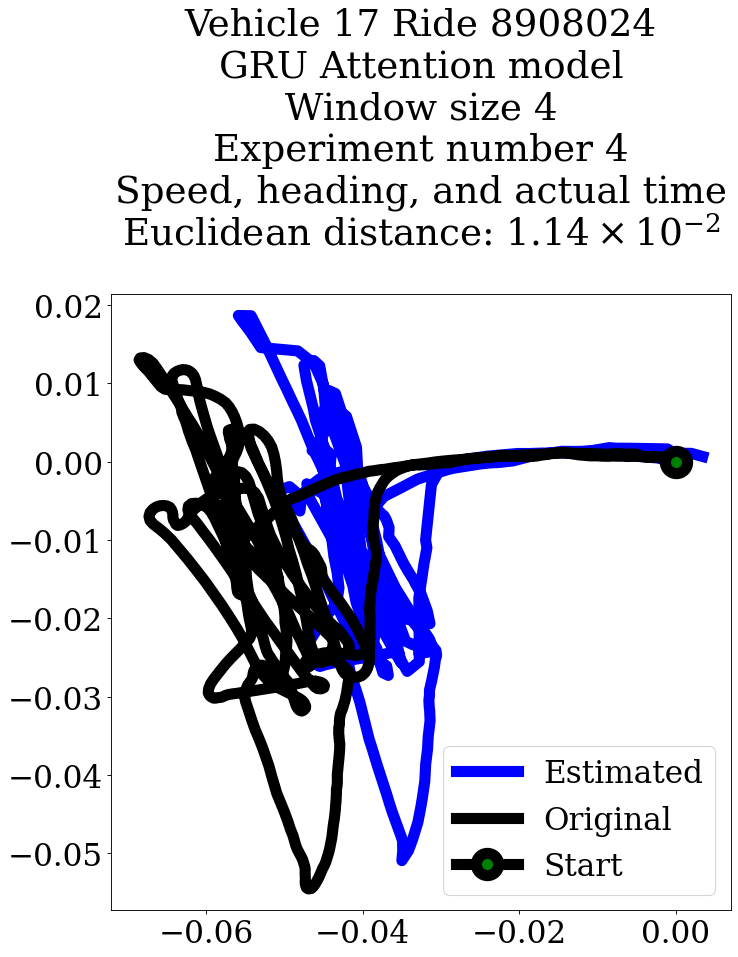 Vehicle 17 Ride 8908024
GRU Attention model
Window size 4
Experiment number 4
Speed, heading, and actual time
Euclidean distance: 1.14 × 10⁻²
0.02
0.01
0.00
−0.01
−0.02
−0.03
−0.04
−0.05
Estimated
Original
Start
−0.06
−0.04
−0.02
0.00